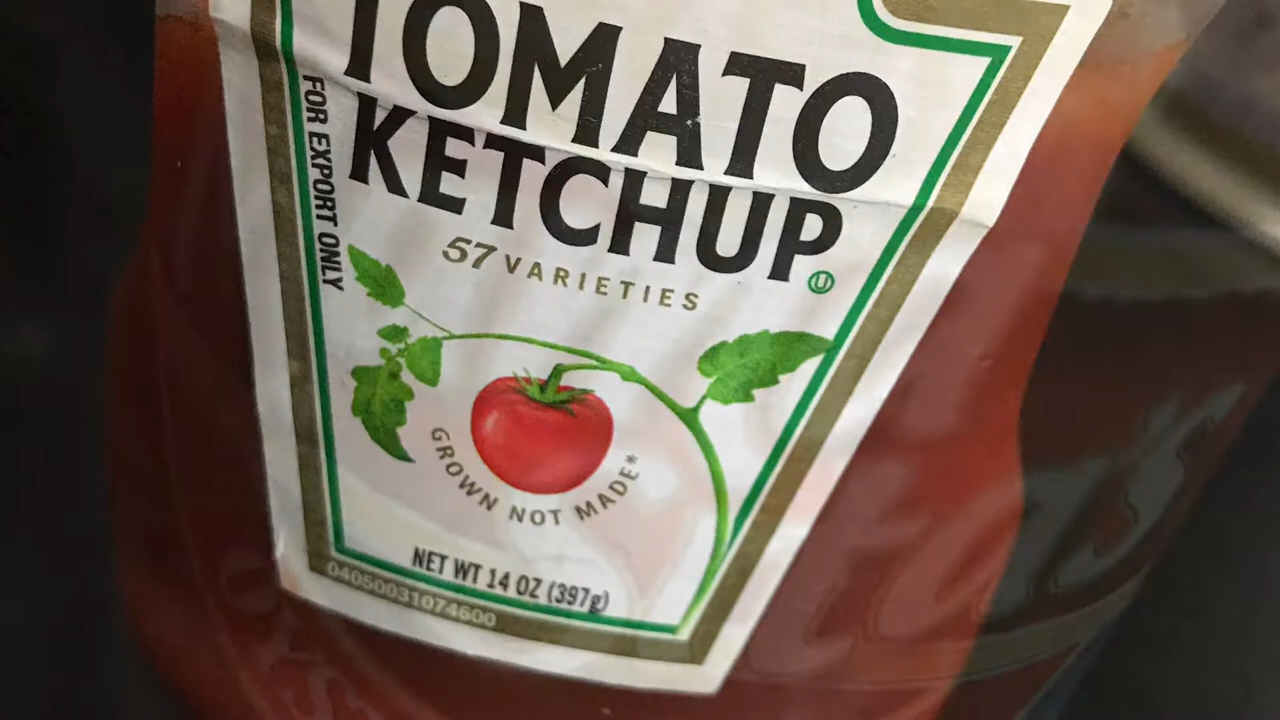 TOMATO
KETCHUP
57 VARIETIES
FOR EXPORT ONLY
GROWN NOT MADE*
NET WT 14 OZ (397g)
04050031074600